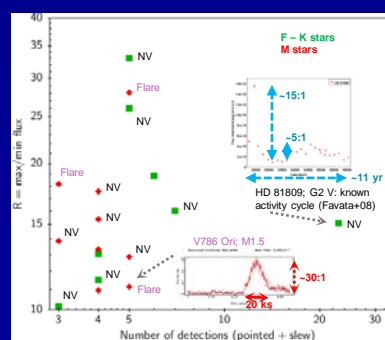 F – K stars
M stars
R = max/min flux
40
35
30
25
20
15
10
NV
Flare
NV
~15:1
~5:1
Flare
NV
NV
NV
NV
~11 yr
HD 81809; G2 V: known
activity cycle (Favata+08)
NV
NV
V786 Ori; M1.5
NV
NV
Flare
~30:1
20 ks
3 4 5 10 20 30
Number of detections (pointed + slew)